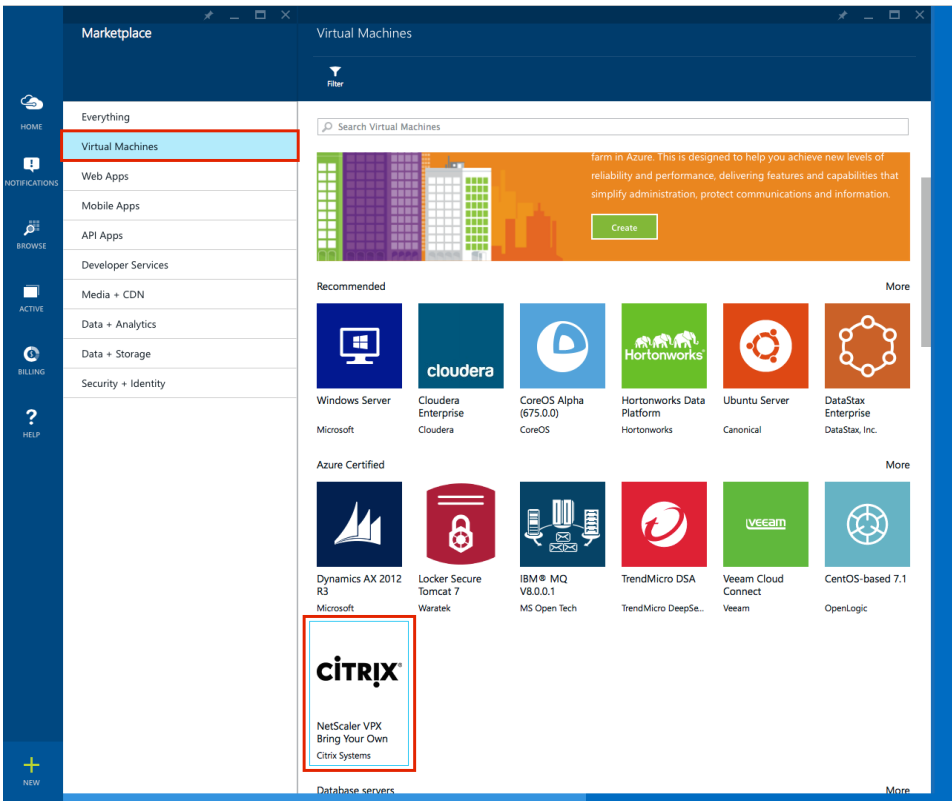 Marketplace
Virtual Machines
Filter
HOME
NOTIFICATIONS
BROWSE
ACTIVE
BILLING
HELP
NEW
Everything
Virtual Machines
Web Apps
Mobile Apps
API Apps
Developer Services
Media + CDN
Data + Analytics
Data + Storage
Security + Identity
Search Virtual Machines
farm in Azure. This is designed to help you achieve new levels of
reliability and performance, delivering features and capabilities that
simplify administration, protect communications and information.
Create
Recommended More
cloudera
Hortonworks
Windows Server
Microsoft
Cloudera
Enterprise
Cloudera
CoreOS Alpha
(675.0.0)
CoreOS
Hortonworks Data
Platform
Hortonworks
Ubuntu Server
Canonical
DataStax
Enterprise
DataStax, Inc.
Azure Certified More
veeam
Dynamics AX 2012
R3
Microsoft
Locker Secure
Tomcat 7
Waratek
IBM® MQ
V8.0.0.1
MS Open Tech
TrendMicro DSA
TrendMicro DeepSe...
Veeam Cloud
Connect
Veeam
CentOS-based 7.1
OpenLogic
CİTRIX®
NetScaler VPX
Bring Your Own
Citrix Systems
Database servers More